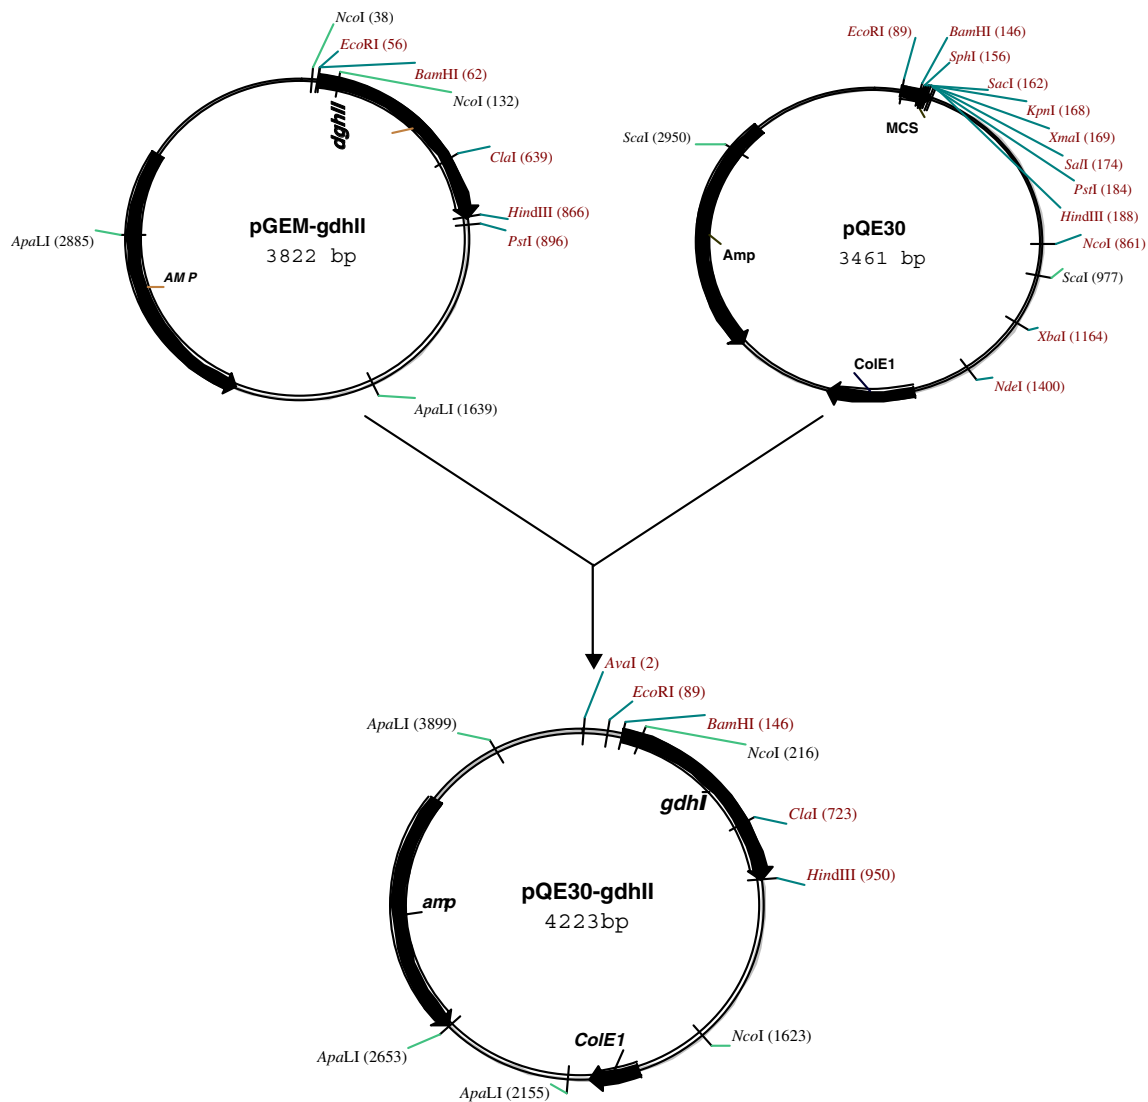 NcoI (38)
EcoRI (56)
BamHI (62)
NcoI (132)
dghII
ClaI (639)
HindIII (866)
PstI (896)
pGEM-gdhII
3822 bp
ApaLI (2885)
AMP
ApaLI (1639)
EcoRI (89)
BamHI (146)
SphI (156)
SacI (162)
KpnI (168)
XmaI (169)
SalI (174)
PstI (184)
HindIII (188)
MCS
ScaI (2950)
pQE30
3461 bp
Amp
NcoI (861)
ScaI (977)
XbaI (1164)
ColE1
NdeI (1400)
AvaI (2)
EcoRI (89)
BamHI (146)
ApaLI (3899)
NcoI (216)
gdhI
ClaI (723)
HindIII (950)
pQE30-gdhII
4223bp
amp
NcoI (1623)
ColE1
ApaLI (2653)
ApaLI (2155)